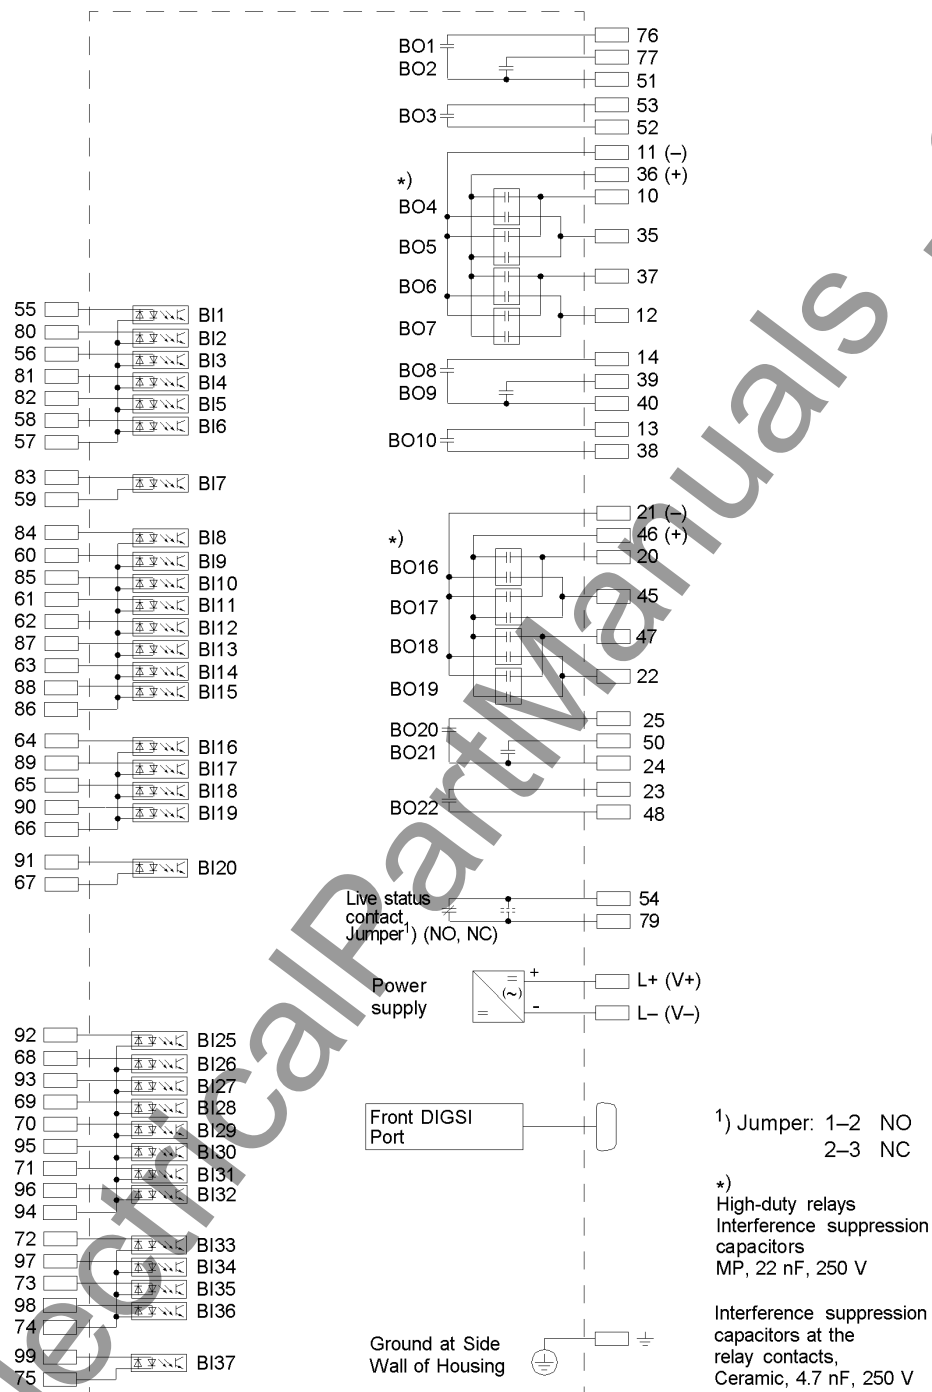 BO1 76
BO2 77
51
BO3 53
52
11 (–)
*) 36 (+)
BO4 10
BO5 35
BO6 37
BO7 12
BO8 14
BO9 39
40
BO10 13
38
21 (–)
*) 46 (+)
BO16 20
BO17 45
BO18 47
BO19 22
BO20 25
BO21 50
24
BO22 23
48
Live status 54
contact 79
Jumper1) (NO, NC)
Power + L+ (V+)
supply = (~) = - L– (V–)
Front DIGSI
Port
Ground at Side
Wall of Housing
55 BI1
80 BI2
56 BI3
81 BI4
82 BI5
58 BI6
57
83 BI7
59
84 BI8
60 BI9
85 BI10
61 BI11
62 BI12
87 BI13
63 BI14
88 BI15
86
64 BI16
89 BI17
65 BI18
90 BI19
66
91 BI20
67
92 BI25
68 BI26
93 BI27
69 BI28
70 BI29
95 BI30
71 BI31
96 BI32
94
72 BI33
97 BI34
73 BI35
98 BI36
74
99 BI37
75
1) Jumper: 1–2 NO
2–3 NC
*)
High-duty relays
Interference suppression
capacitors
MP, 22 nF, 250 V
Interference suppression
capacitors at the
relay contacts,
Ceramic, 4.7 nF, 250 V
electricalPartManuals